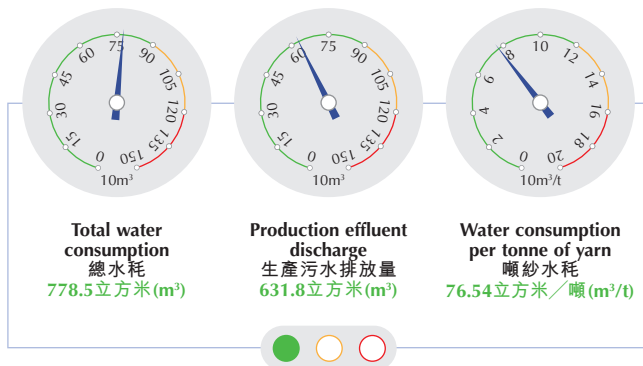 0
15
30
45
60
75
90
105
120
135
150
10m³
Total water
consumption
總水秏
778.5立方米(m³)
0
15
30
45
60
75
90
105
120
135
150
10m³
Production effluent
discharge
生產污水排放量
631.8立方米(m³)
0
2
4
6
8
10
12
14
16
18
20
10m³/t
Water consumption
per tonne of yarn
噸紗水秏
76.54立方米／噸(m³/t)